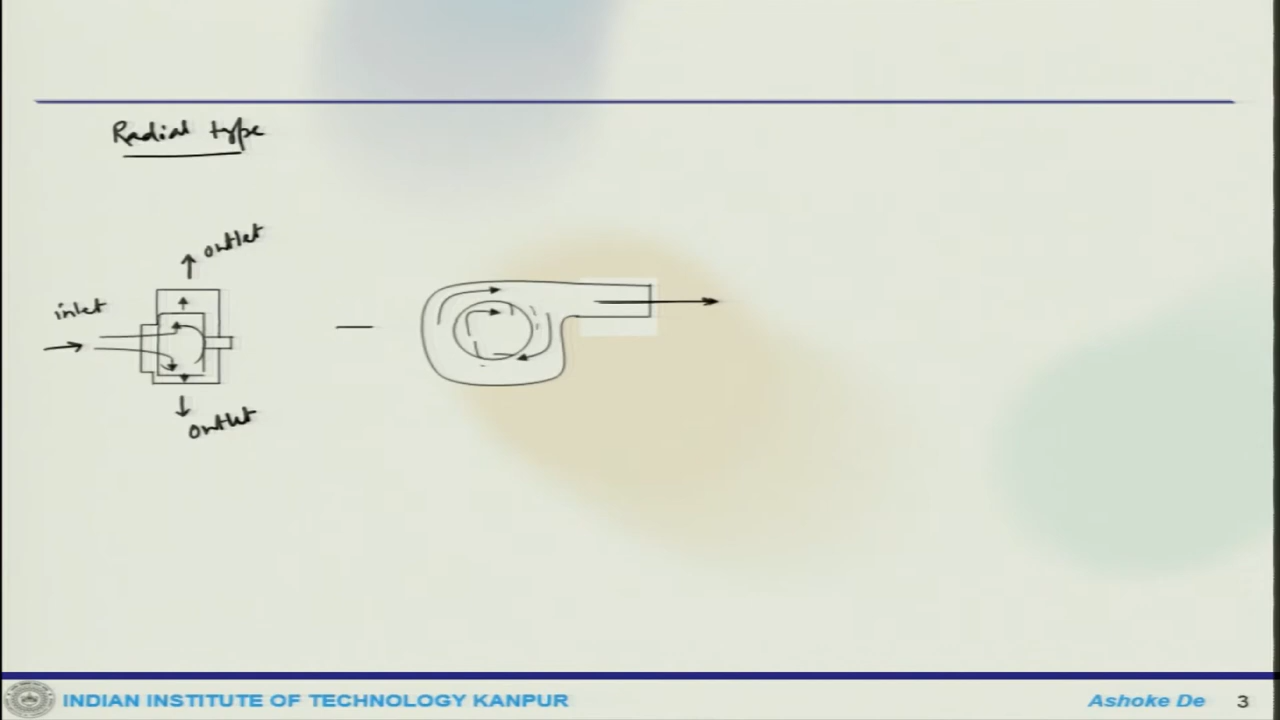 Radial type
outlet
inlet
outlet
INDIAN INSTITUTE OF TECHNOLOGY KANPUR
Ashoke De 3